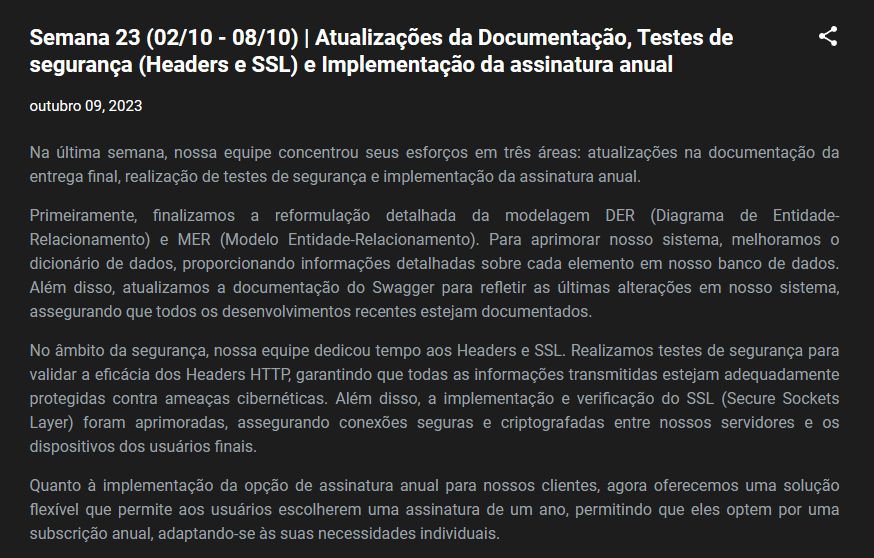 Semana 23 (02/10 - 08/10) | Atualizações da Documentação, Testes de
segurança (Headers e SSL) e Implementação da assinatura anual
outubro 09, 2023
Na última semana, nossa equipe concentrou seus esforços em três áreas: atualizações na documentação da
entrega final, realização de testes de segurança e implementação da assinatura anual.
Primeiramente, finalizamos a reformulação detalhada da modelagem DER (Diagrama de Entidade-
Relacionamento) e MER (Modelo Entidade-Relacionamento). Para aprimorar nosso sistema, melhoramos o
dicionário de dados, proporcionando informações detalhadas sobre cada elemento em nosso banco de dados.
Além disso, atualizamos a documentação do Swagger para refletir as últimas alterações em nosso sistema,
assegurando que todos os desenvolvimentos recentes estejam documentados.
No âmbito da segurança, nossa equipe dedicou tempo aos Headers e SSL. Realizamos testes de segurança para
validar a eficácia dos Headers HTTP, garantindo que todas as informações transmitidas estejam adequadamente
protegidas contra ameaças cibernéticas. Além disso, a implementação e verificação do SSL (Secure Sockets
Layer) foram aprimoradas, assegurando conexões seguras e criptografadas entre nossos servidores e os
dispositivos dos usuários finais.
Quanto à implementação da opção de assinatura anual para nossos clientes, agora oferecemos uma solução
flexível que permite aos usuários escolherem uma assinatura de um ano, permitindo que eles optem por uma
subscrição anual, adaptando-se às suas necessidades individuais.